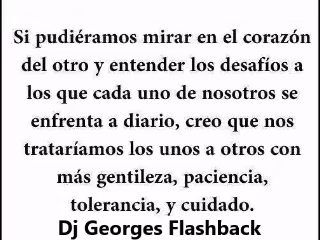 Si pudiéramos mirar en el corazón
del otro y entender los desafíos a
los que cada uno de nosotros se
enfrenta a diario, creo que nos
trataríamos los unos a otros con
más gentileza, paciencia,
tolerancia, y cuidado.
Dj Georges Flashback